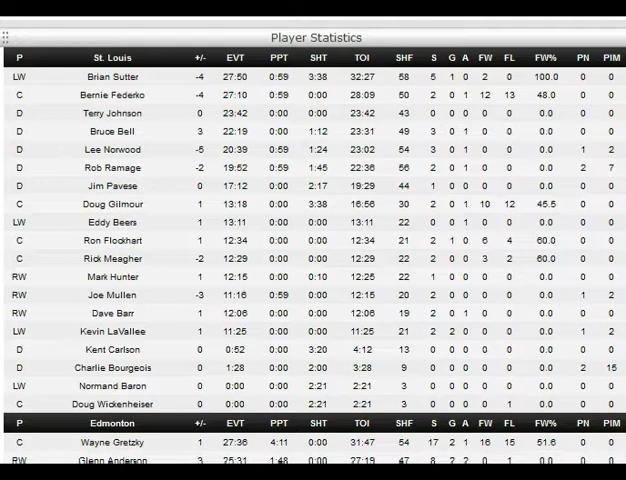 Player Statistics
P St. Louis +/- EVT PPT SHT TOI SHF S G A FW FL FW% PN PIM
LW Brian Sutter -4 27:50 0:59 3:38 32:27 58 5 1 0 2 0 100.0 0 0
C Bernie Federko -4 27:10 0:59 0:00 28:09 50 2 0 1 12 13 48.0 0 0
D Terry Johnson 0 23:42 0:00 0:00 23:42 43 0 0 0 0 0 0.0 0 0
D Bruce Bell 3 22:19 0:00 1:12 23:31 49 3 0 1 0 0 0.0 0 0
D Lee Norwood -5 20:39 0:59 1:24 23:02 54 3 0 1 0 0 0.0 1 2
D Rob Ramage -2 19:52 0:59 1:45 22:36 56 2 0 0 0 0 0.0 2 7
D Jim Pavese 0 17:12 0:00 2:17 19:29 44 1 0 0 0 0 0.0 0 0
C Doug Gilmour 1 13:18 0:00 3:38 16:56 30 2 0 1 10 12 45.5 0 0
LW Eddy Beers 1 13:11 0:00 0:00 13:11 22 0 0 1 0 0 0.0 0 0
C Ron Flockhart 1 12:34 0:00 0:00 12:34 21 2 1 0 6 4 60.0 0 0
C Rick Meagher -2 12:29 0:00 0:00 12:29 22 2 0 0 3 2 60.0 0 0
RW Mark Hunter 1 12:15 0:00 0:10 12:25 22 1 0 0 0 0 0.0 0 0
RW Joe Mullen -3 11:16 0:59 0:00 12:15 20 2 0 0 0 0 0.0 1 2
RW Dave Barr 1 12:06 0:00 0:00 12:06 19 2 0 1 0 0 0.0 0 0
LW Kevin LaVallee 1 11:25 0:00 0:00 11:25 21 2 2 0 0 0 0.0 1 2
D Kent Carlson 0 0:52 0:00 3:20 4:12 13 0 0 0 0 0 0.0 0 0
D Charlie Bourgeois 0 1:28 0:00 2:00 3:28 9 0 0 0 0 0 0.0 2 15
LW Normand Baron 0 0:00 0:00 2:21 2:21 3 0 0 0 0 0 0.0 0 0
C Doug Wickenheiser 0 0:00 0:00 2:21 2:21 3 0 0 0 0 1 0.0 0 0
P Edmonton +/- EVT PPT SHT TOI SHF S G A FW FL FW% PN PIM
C Wayne Gretzky 1 27:36 4:11 0:00 31:47 54 17 2 1 16 15 51.6 0 0
RW Glenn Anderson 3 25:31 1:48 0:00 27:19 47 8 2 2 0 1 0.0 0 0